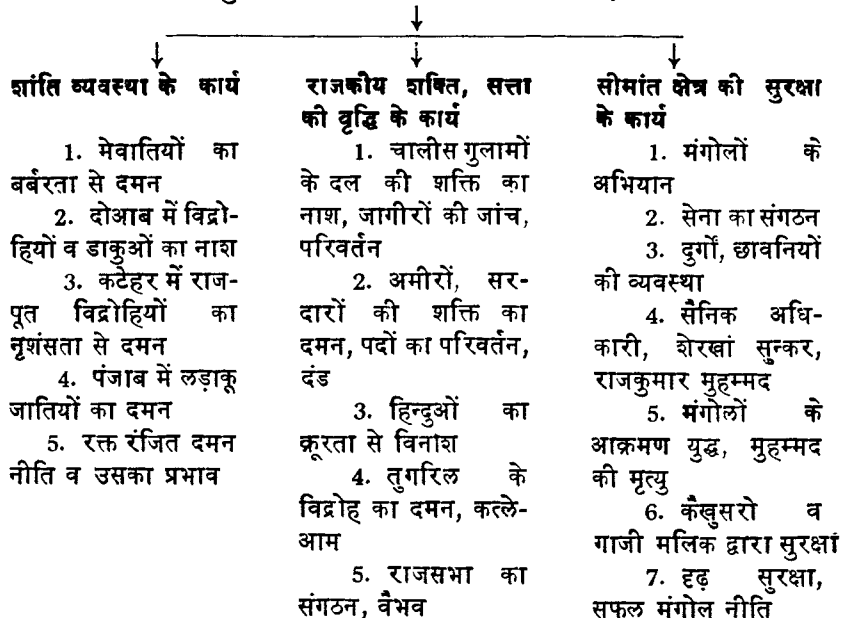 शांति व्यवस्था के कार्य
1. मेवातियों का
बर्बरता से दमन
2. दोआब में विद्रो-
हियों व डाकुओं का नाश
3. कटेहर में राज-
पूत विद्रोहियों का
नृशंसता से दमन
4. पंजाब में लड़ाकू
जातियों का दमन
5. रक्त रंजित दमन
नीति व उसका प्रभाव
राजकीय शक्ति, सत्ता
की वृद्धि के कार्य
1. चालीस गुलामों
के दल की शक्ति का
नाश, जागीरों की जांच,
परिवर्तन
2. अमीरों, सर-
दारों की शक्ति का
दमन, पदों का परिवर्तन,
दंड
3. हिन्दुओं का
क्रूरता से विनाश
4. तुगरिल के
विद्रोह का दमन, कत्ले-
आम
5. राजसभा का
संगठन, वैभव
सीमांत क्षेत्र की सुरक्षा
के कार्य
1. मंगोलों के
अभियान
2. सेना का संगठन
3. दुर्गों, छावनियों
की व्यवस्था
4. सैनिक अधि-
कारी, शेरखां सुन्कर,
राजकुमार मुहम्मद
5. मंगोलों के
आक्रमण युद्ध, मुहम्मद
की मृत्यु
6. कैखुसरो व
गाजी मलिक द्वारा सुरक्षा
7. दृढ़ सुरक्षा,
सफल मंगोल नीति